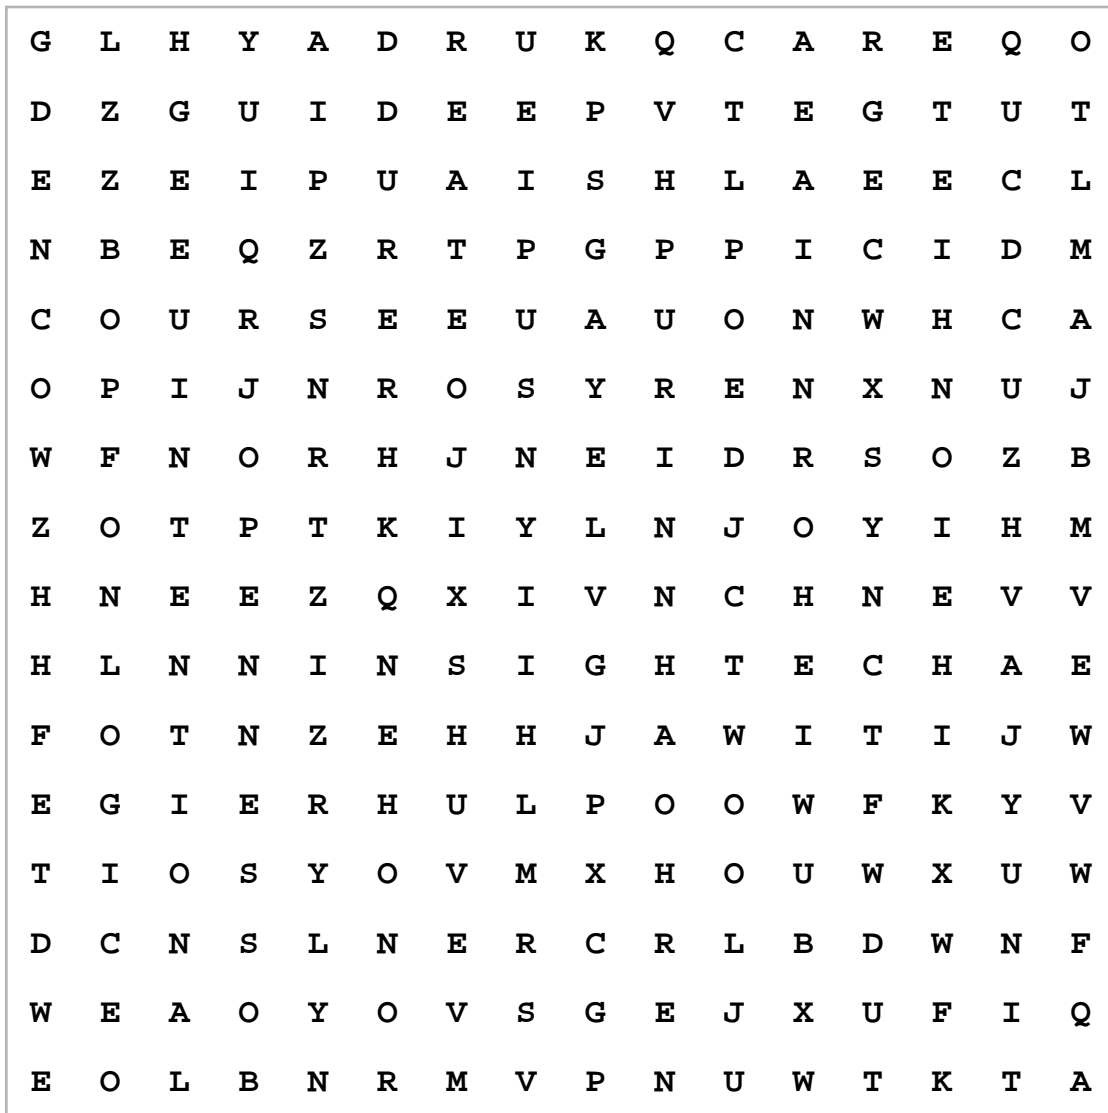 G L H Y A D R U K Q C A R E Q O
D Z G U I D E E P V T E G T U T
E Z E I P U A I S H L A E E C L
N B E Q Z R T P G P P I C I D M
C O U R S E E U A U O N W H C A
O P I J N R O S Y R E N X N U J
W F N O R H J N E I D R S O Z B
Z O T P T K I Y L N J O Y I H M
H N E E Z Q X I V N C H N E V V
H L N N I N S I G H T E C H A E
F O T N Z E H H J A W I T I J W
E G I E R H U L P O O W F K Y V
T I O S Y O V M X H O U W X U W
D C N S L N E R C R L B D W N F
W E A O Y O V S G E J X U F I Q
E O L B N R M V P N U W T K T A